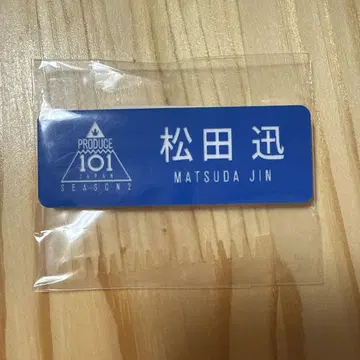 PRODUCE
101
JAPAN
SEASON2
松田 迅
MATSUDA JIN